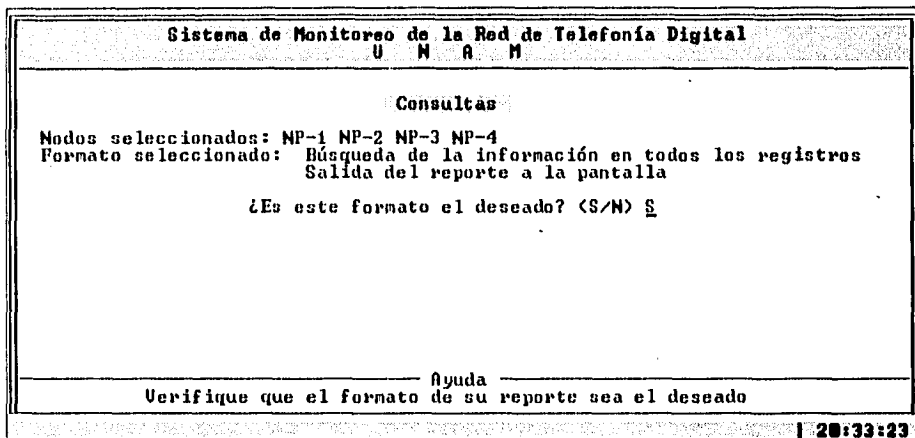 Sistema de Monitoreo de la Red de Telefonía Digital
U N A M
Consultas
Nodos seleccionados: NP-1 NP-2 NP-3 NP-4
Formato seleccionado: Búsqueda de la información en todos los registros
Salida del reporte a la pantalla
¿Es este formato el deseado? (S/N) S
Ayuda
Verifique que el formato de su reporte sea el deseado
20:33:23